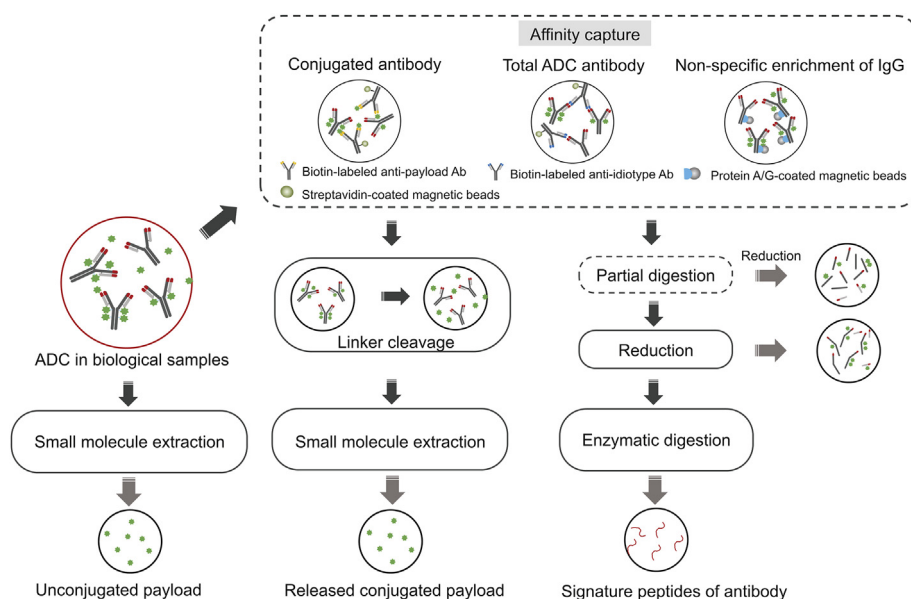 Affinity capture
Conjugated antibody
Total ADC antibody
Non-specific enrichment of IgG
Biotin-labeled anti-payload Ab
Biotin-labeled anti-idiotype Ab
Protein A/G-coated magnetic beads
Streptavidin-coated magnetic beads
ADC in biological samples
Linker cleavage
Partial digestion
Reduction
Reduction
Small molecule extraction
Small molecule extraction
Enzymatic digestion
Unconjugated payload
Released conjugated payload
Signature peptides of antibody